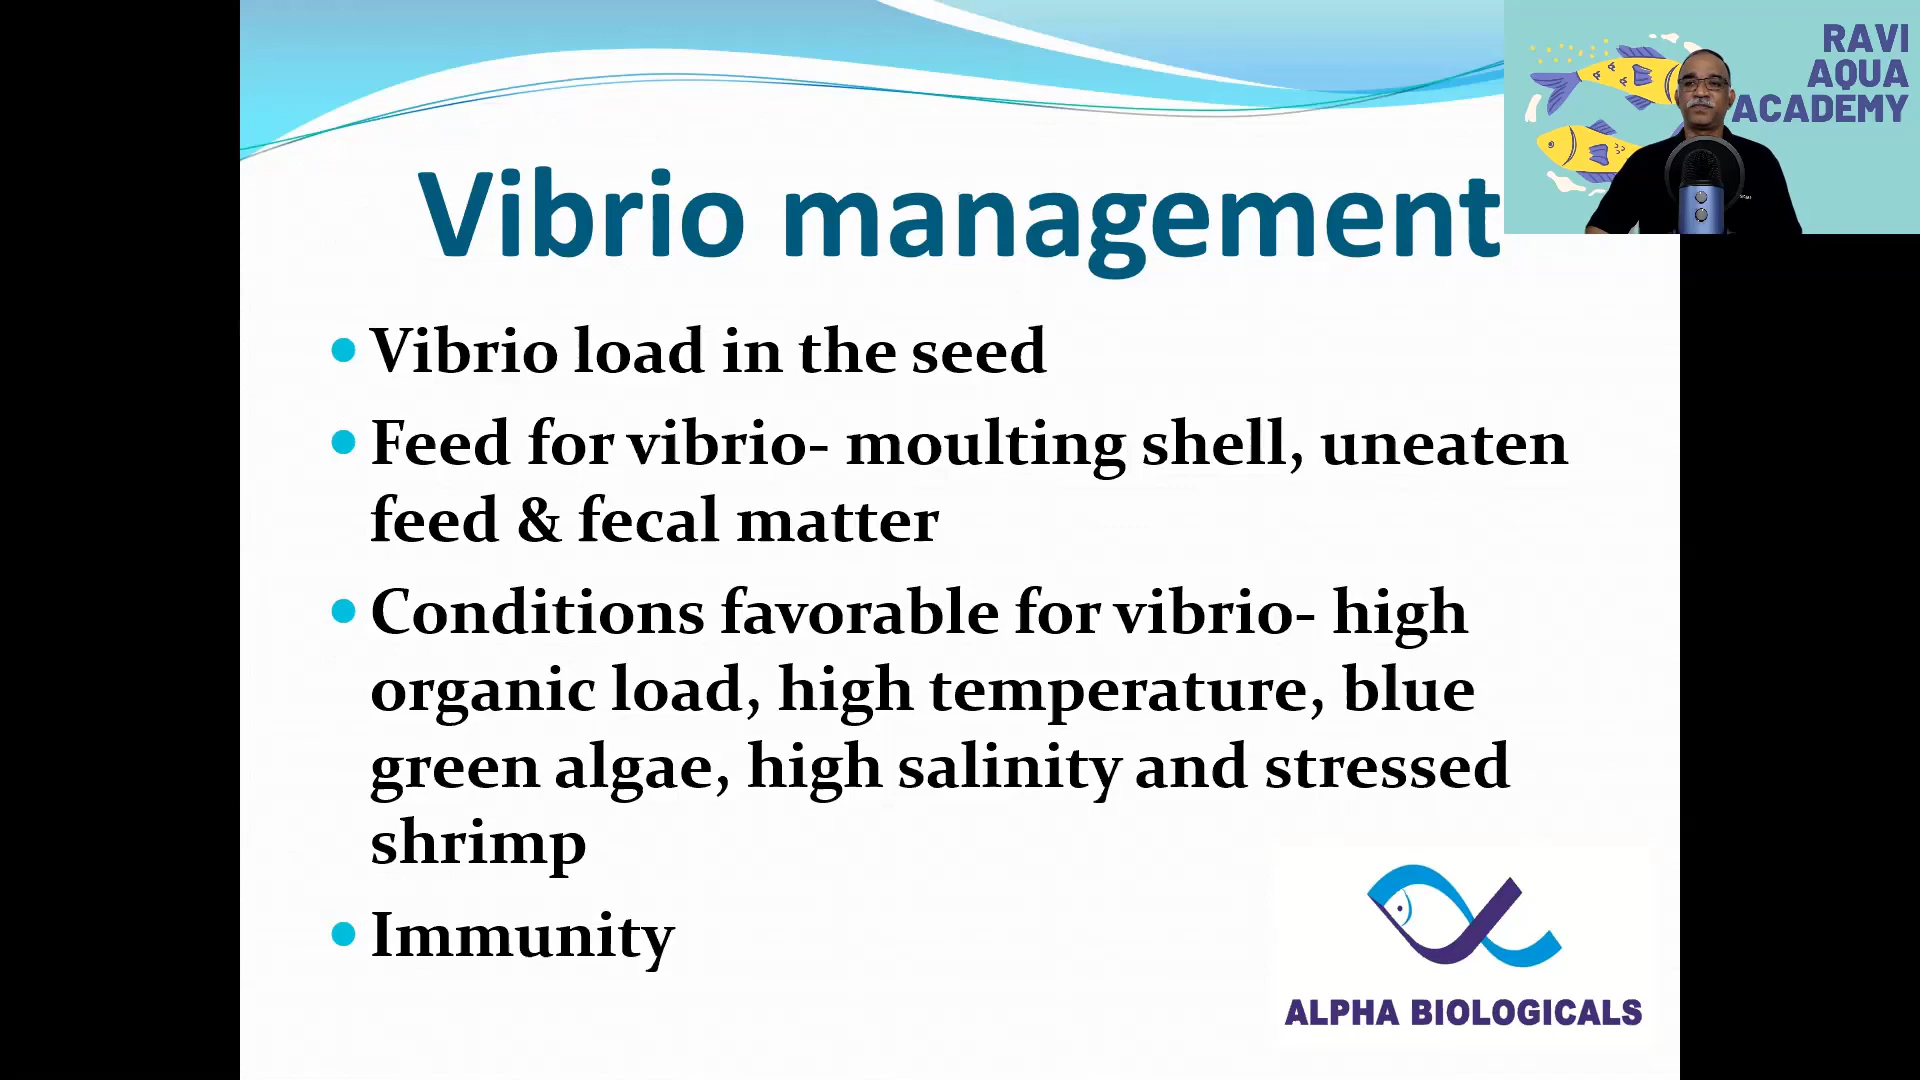 RAVI
AQUA
ACADEMY
Vibrio management
• Vibrio load in the seed
• Feed for vibrio- moulting shell, uneaten
feed & fecal matter
• Conditions favorable for vibrio- high
organic load, high temperature, blue
green algae, high salinity and stressed
shrimp
• Immunity
ALPHA BIOLOGICALS